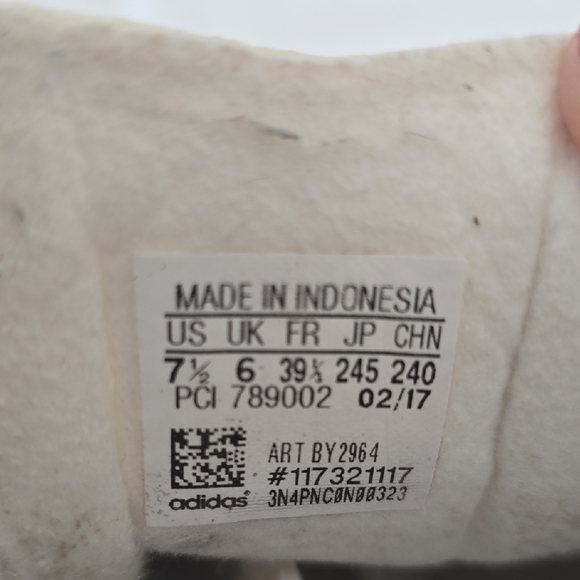 MADE IN INDONESIA
US UK FR JP CHN
7½ 6 39⅓ 245 240
PCI 789002 02/17
ART BY2964
#117321117
adidas® 3N4PNC0N00323